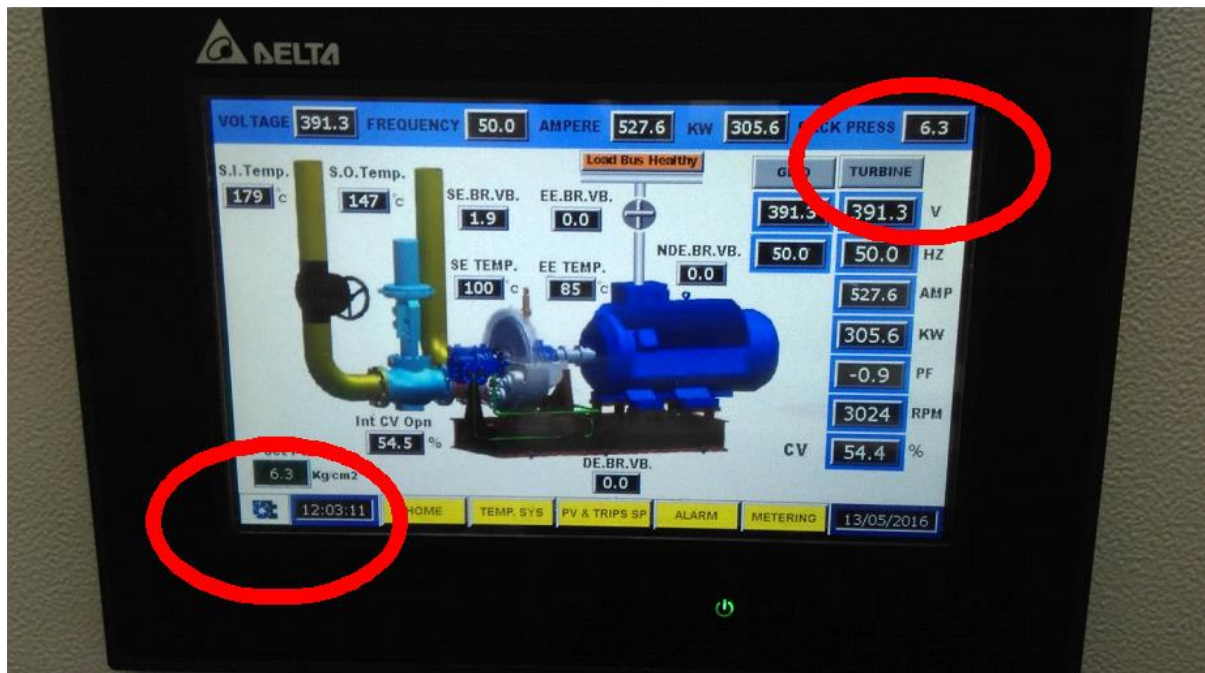 DELTA
VOLTAGE 391.3 FREQUENCY 50.0 AMPERE 527.6 KW 305.6 PRESS 6.3
Load Bus Healthy
S.I.Temp. S.O.Temp. TURBINE
179 °c 147 °c SE.BR.VB. EE.BR.VB. 391.3 391.3 V
1.9 0.0
NDE.BR.VB. 50.0 50.0 HZ
SE TEMP. EE TEMP. 0.0
100 °c 85 °c 527.6 AMP
305.6 KW
-0.9 PF
Int CV Opn 3024 RPM
54.5 % CV 54.4 %
DE.BR.VB.
6.3 Kg/cm2 0.0
12:03:11 HOME TEMP. SYS PV & TRIPS SP ALARM METERING 13/05/2016